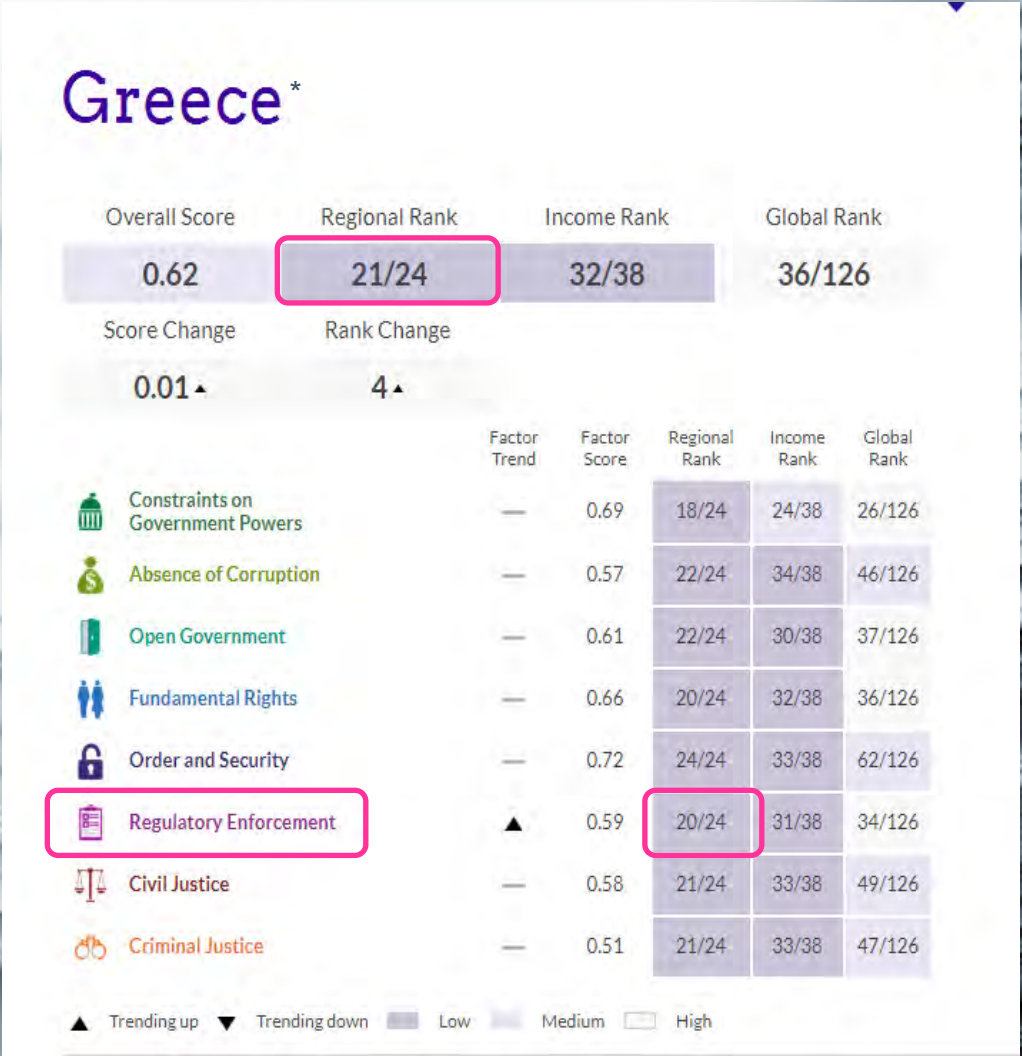 Greece*
Overall Score Regional Rank Income Rank Global Rank
0.62 21/24 32/38 36/126
Score Change Rank Change
0.01 ▲ 4 ▲
Factor Trend Factor Score Regional Rank Income Rank Global Rank
Constraints on
Government Powers — 0.69 18/24 24/38 26/126
Absence of Corruption — 0.57 22/24 34/38 46/126
Open Government — 0.61 22/24 30/38 37/126
Fundamental Rights — 0.66 20/24 32/38 36/126
Order and Security — 0.72 24/24 33/38 62/126
Regulatory Enforcement ▲ 0.59 20/24 31/38 34/126
Civil Justice — 0.58 21/24 33/38 49/126
Criminal Justice — 0.51 21/24 33/38 47/126
▲ Trending up ▼ Trending down Low Medium High